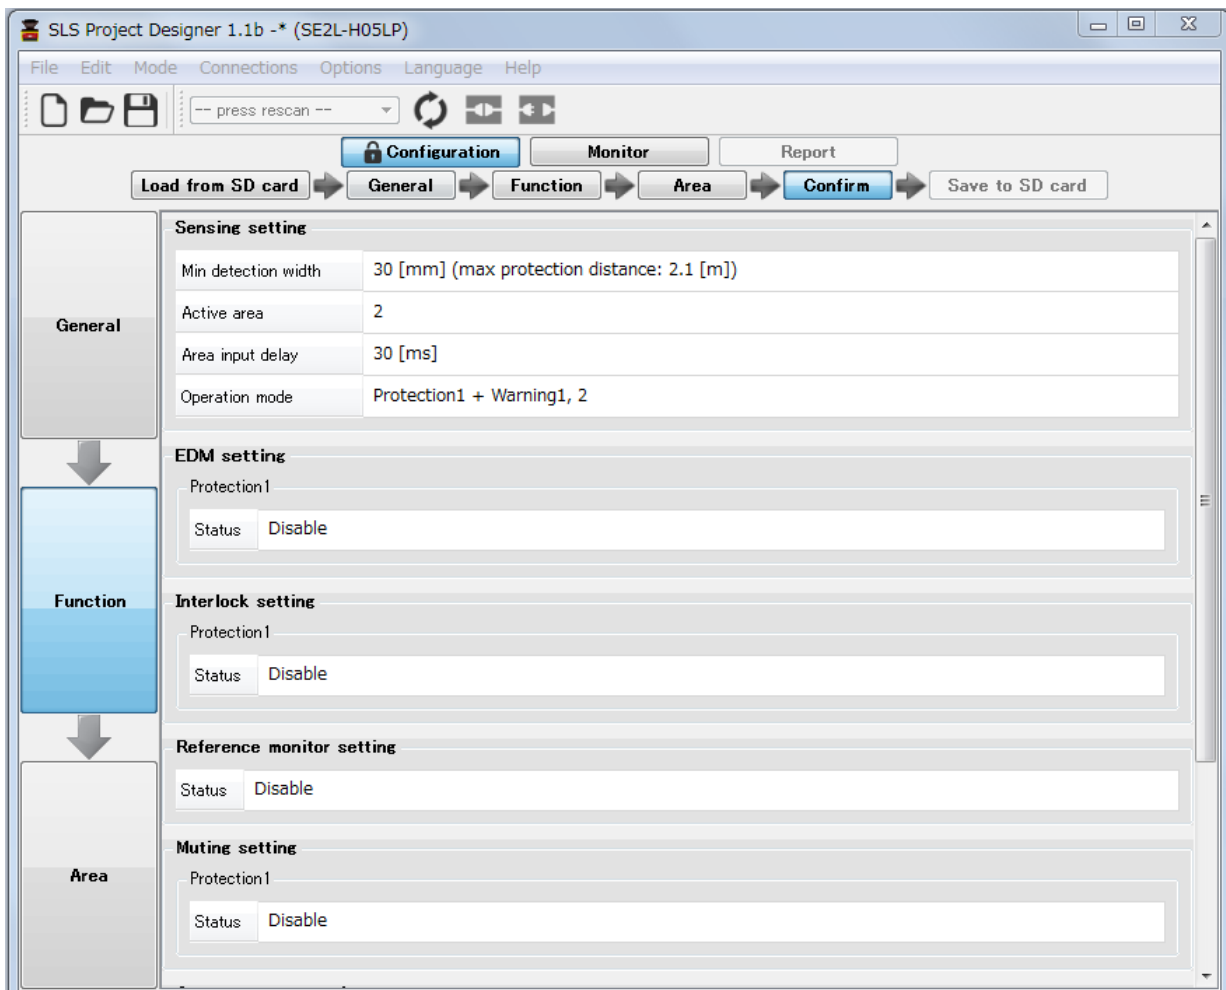 SLS Project Designer 1.1b -* (SE2L-H05LP)
File Edit Mode Connections Options Language Help
-- press rescan --
Configuration Monitor Report
Load from SD card General Function Area Confirm Save to SD card
General
Function
Area
Sensing setting
Min detection width 30 [mm] (max protection distance: 2.1 [m])
Active area 2
Area input delay 30 [ms]
Operation mode Protection1 + Warning1, 2
EDM setting
Protection1
Status Disable
Interlock setting
Protection1
Status Disable
Reference monitor setting
Status Disable
Muting setting
Protection1
Status Disable